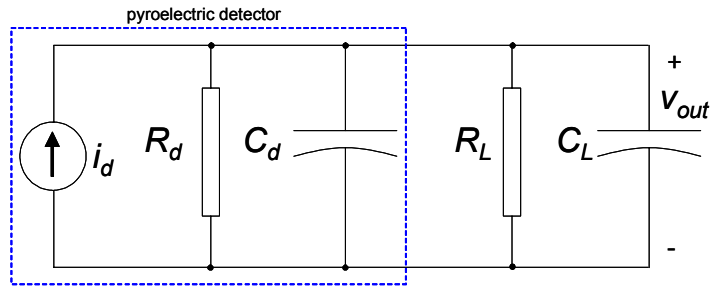 pyroelectric detector
+
v_out
i_d
R_d
C_d
R_L
C_L
-